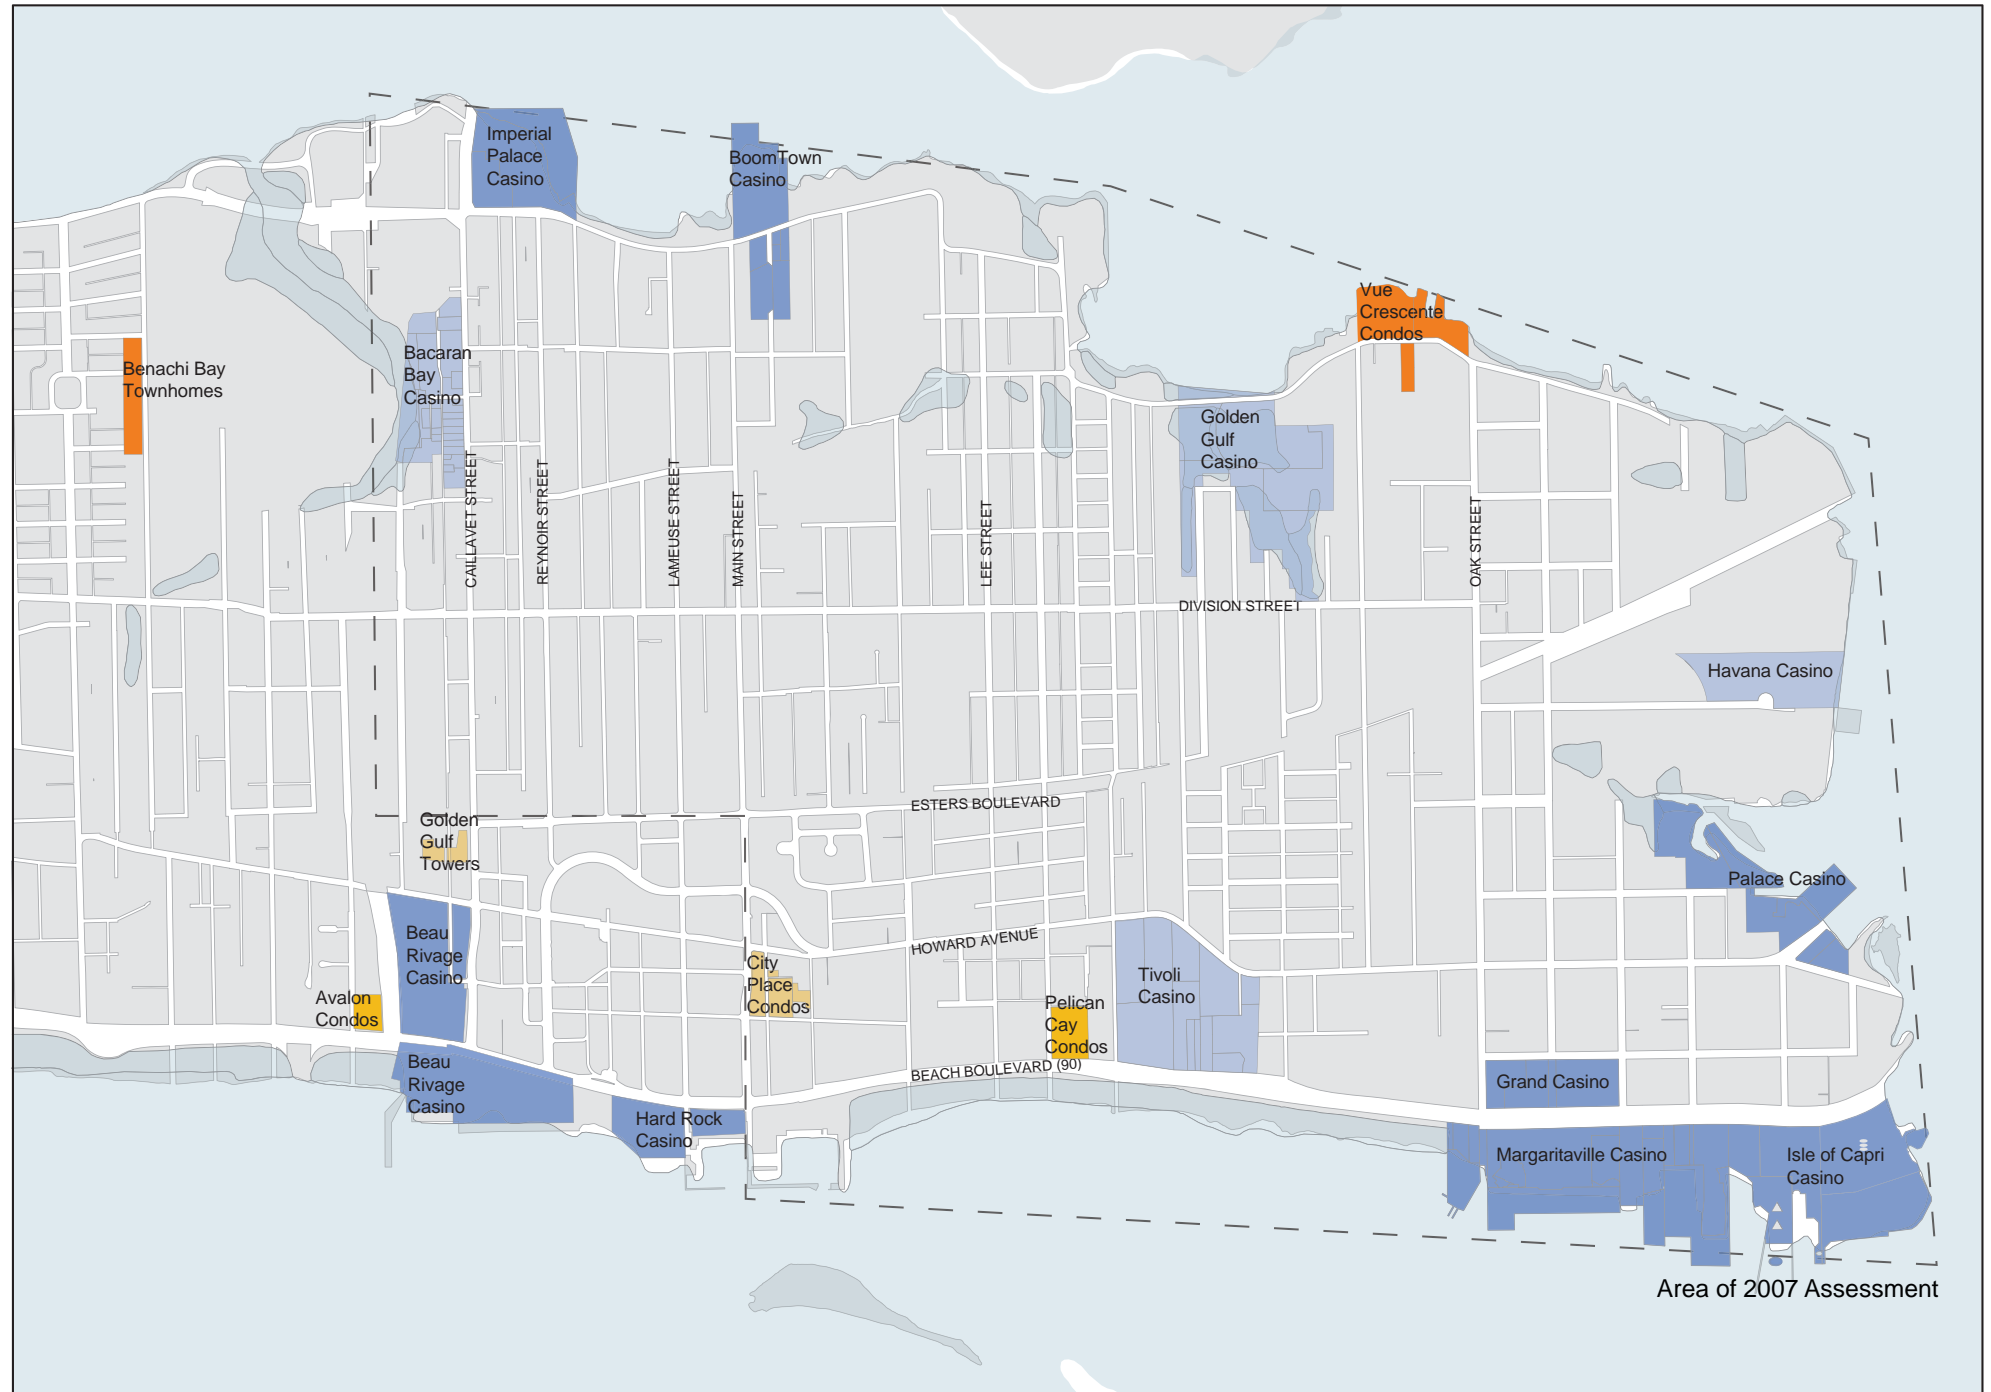 Imperial
Palace
Casino
BoomTown
Casino
Vue
Crescente
Condos
Benachi Bay
Townhomes
Bacaran
Bay
Casino
Golden
Gulf
Casino
CAILLAVET STREET
REYNOIR STREET
LAMEUSE STREET
MAIN STREET
LEE STREET
OAK STREET
DIVISION STREET
Havana Casino
ESTERS BOULEVARD
Golden
Gulf
Towers
Palace Casino
Beau
Rivage
Casino
HOWARD AVENUE
City
Place
Condos
Tivoli
Casino
Avalon
Condos
Pelican
Cay
Condos
BEACH BOULEVARD (90)
Beau
Rivage
Casino
Grand Casino
Hard Rock
Casino
Margaritaville Casino
Isle of Capri
Casino
Area of 2007 Assessment